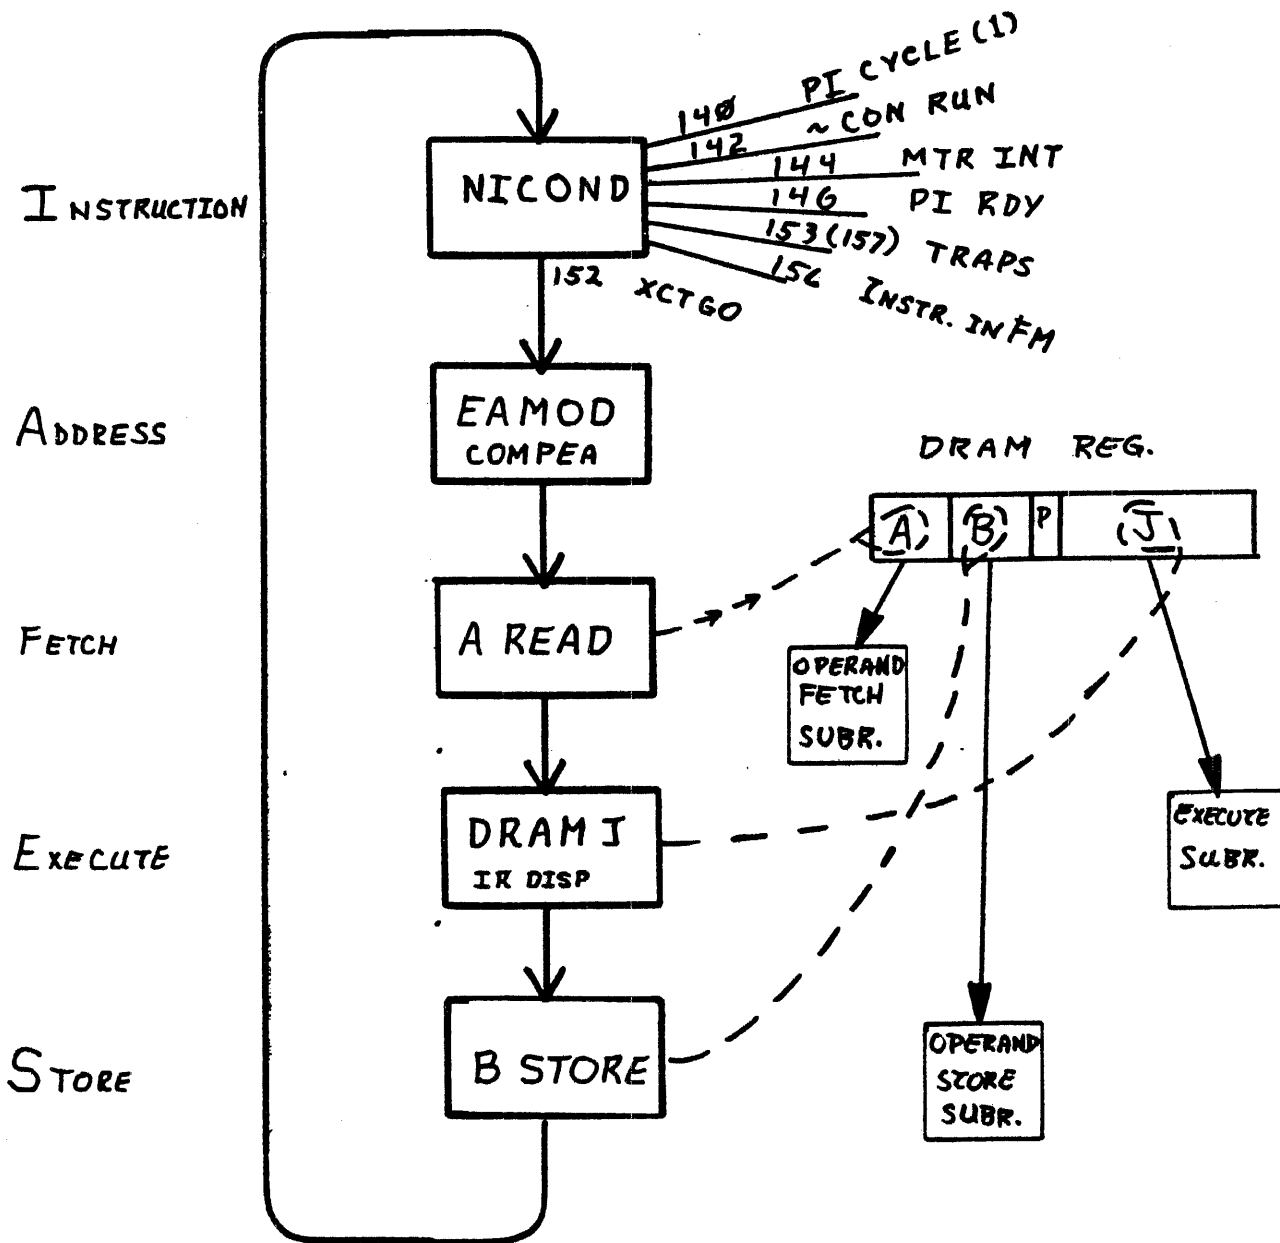 PI CYCLE (1)
14Ø
~ CON RUN
142
MTR INT
144
INSTRUCTION
NICOND
146
PI RDY
153(157) TRAPS
152 XCTGO
156 INSTR. IN FM
ADDRESS
EAMOD
COMPEA
DRAM REG.
A
B
P
J
FETCH
A READ
OPERAND
FETCH
SUBR.
EXECUTE
DRAM J
IR DISP
EXECUTE
SUBR.
STORE
B STORE
OPERAND
STORE
SUBR.